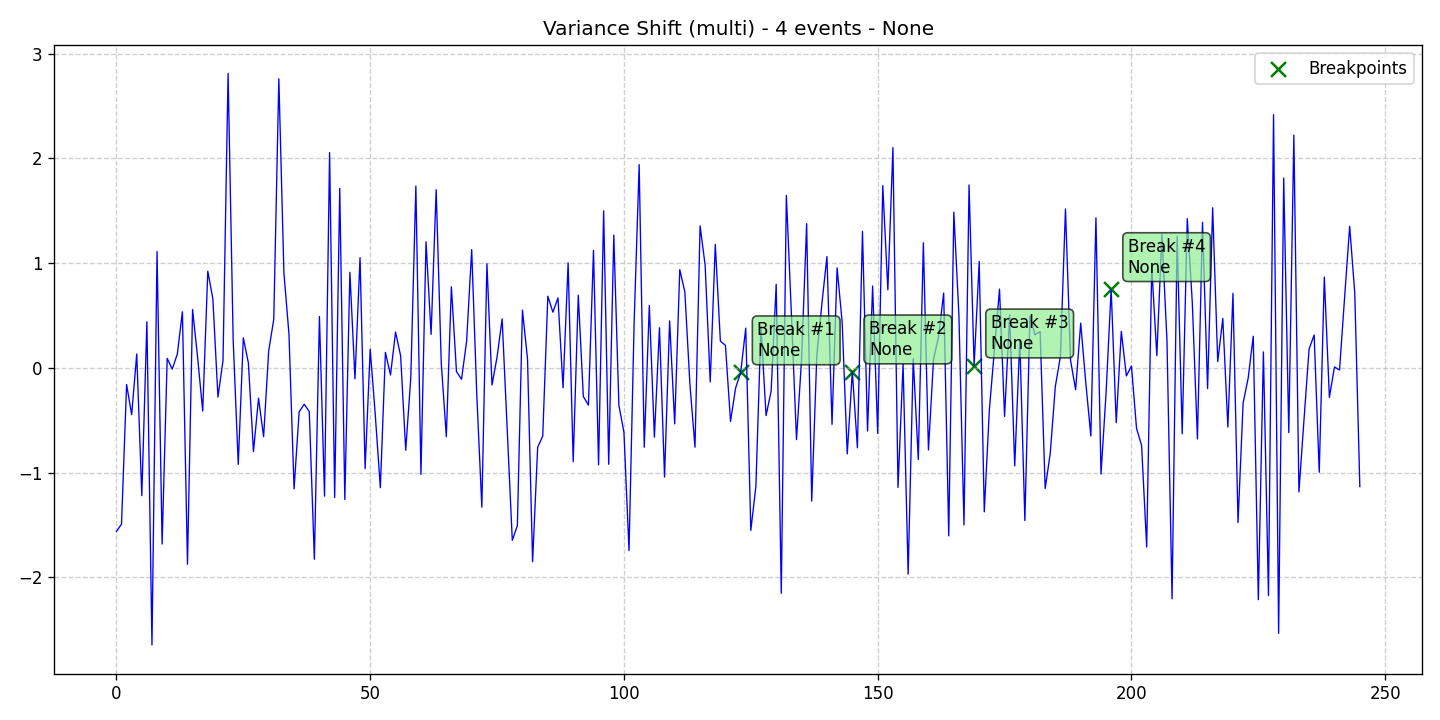 Variance Shift (multi) - 4 events - None
3
2
1
0
−1
−2
Breakpoints
Break #1
None
Break #2
None
Break #3
None
Break #4
None
0
50
100
150
200
250